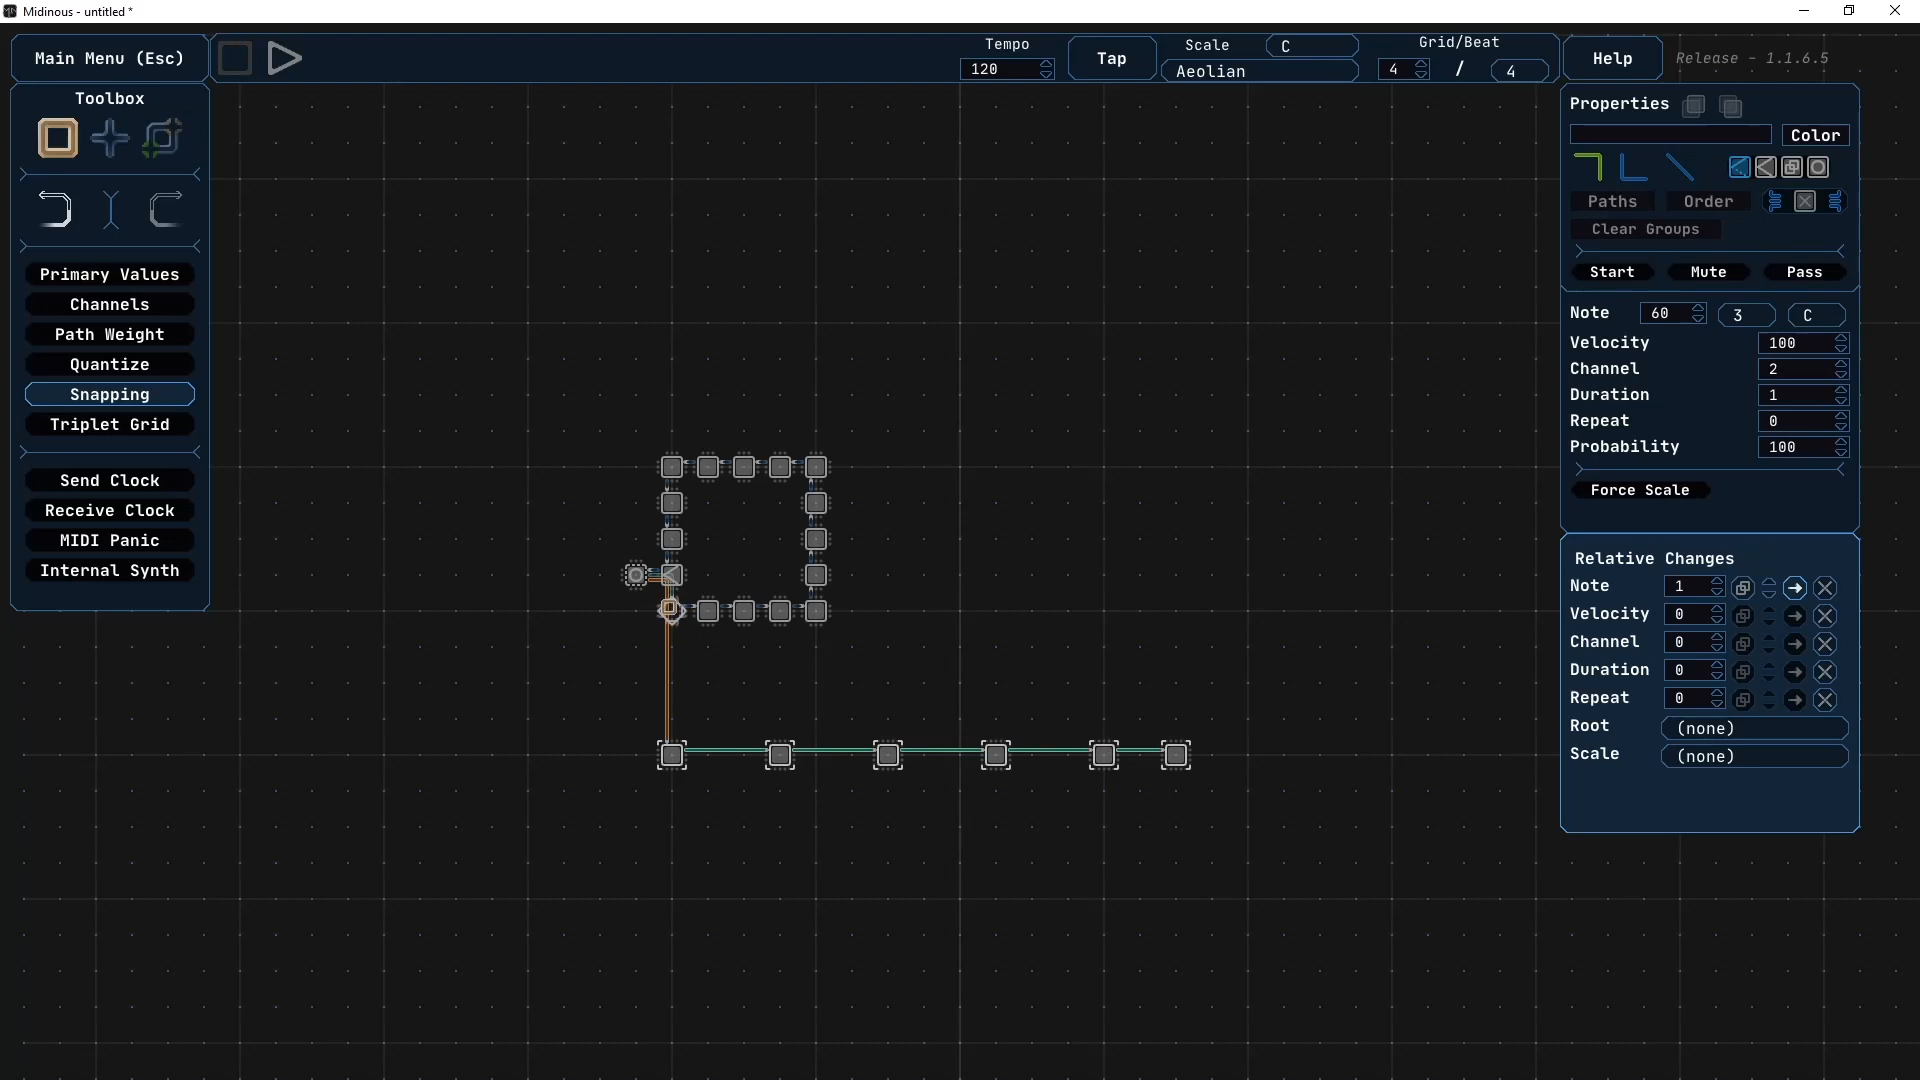 Midinous - untitled *
Main Menu (Esc)
Tempo
120
Tap
Scale
C
Aeolian
Grid/Beat
4 / 4
Help
Release - 1.1.6.5
Toolbox
Primary Values
Channels
Path Weight
Quantize
Snapping
Triplet Grid
Send Clock
Receive Clock
MIDI Panic
Internal Synth
Properties
Color
Paths
Order
Clear Groups
Start
Mute
Pass
Note 60 3 C
Velocity 100
Channel 2
Duration 1
Repeat 0
Probability 100
Force Scale
Relative Changes
Note 1
Velocity 0
Channel 0
Duration 0
Repeat 0
Root (none)
Scale (none)